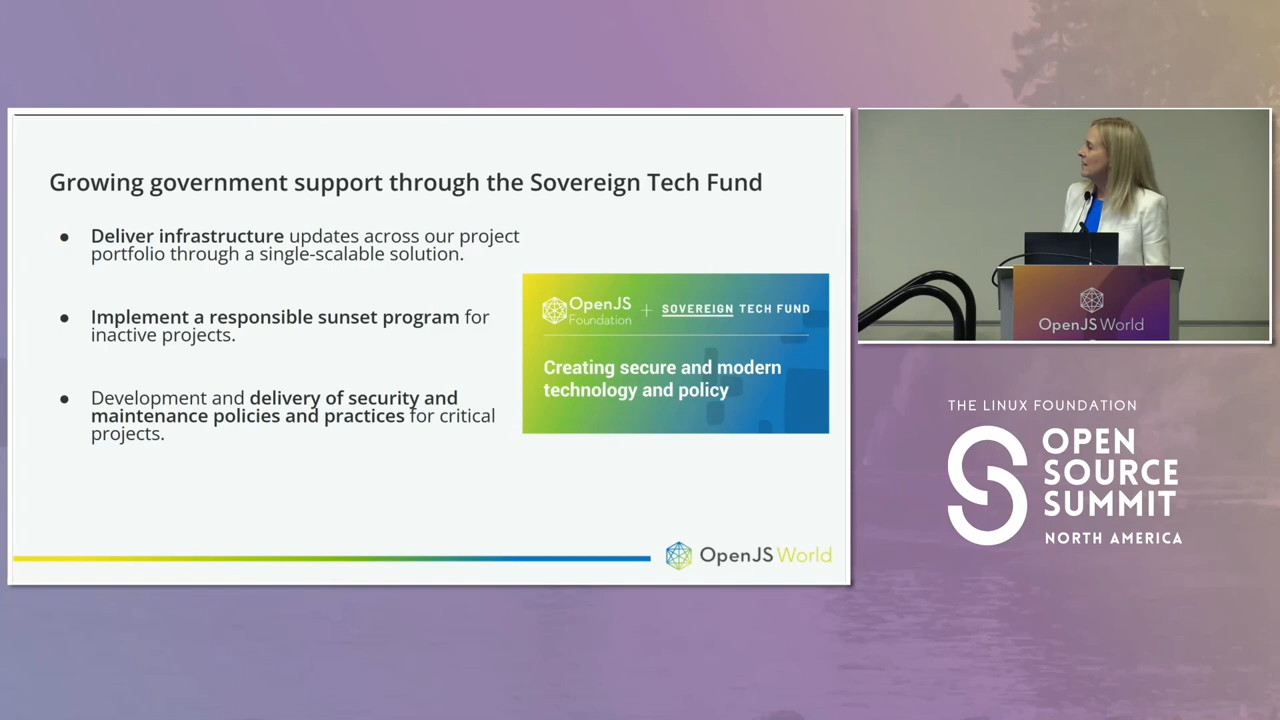 Growing government support through the Sovereign Tech Fund
● Deliver infrastructure updates across our project
portfolio through a single-scalable solution.
● Implement a responsible sunset program for
inactive projects.
● Development and delivery of security and
maintenance policies and practices for critical
projects.
OpenJS
Foundation
+ SOVEREIGN TECH FUND
Creating secure and modern
technology and policy
OpenJS World
OpenJS World
THE LINUX FOUNDATION
OPEN
SOURCE
SUMMIT
NORTH AMERICA